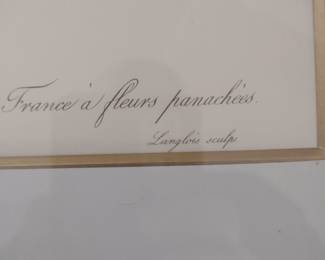 France à fleurs panachées.
Langlois sculp